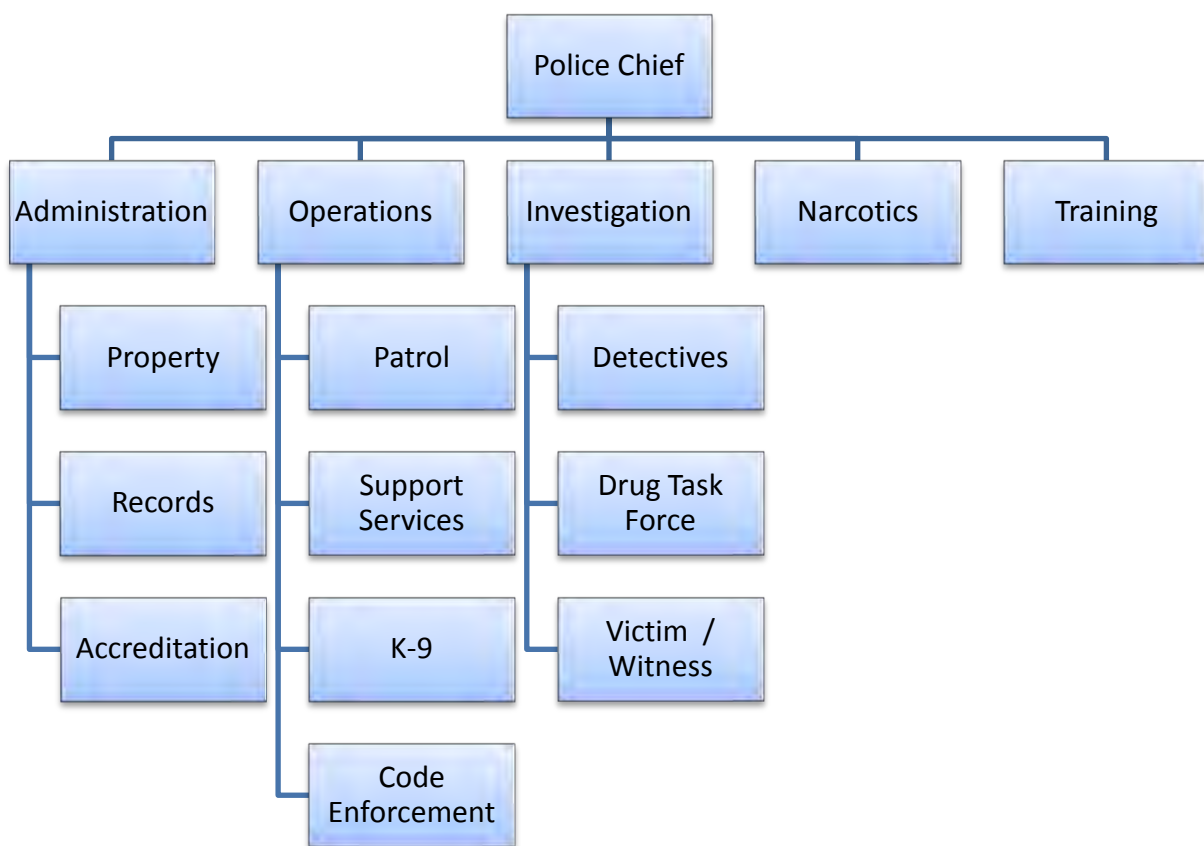 Police Chief
Administration
Operations
Investigation
Narcotics
Training
Property
Patrol
Detectives
Records
Support
Services
Drug Task
Force
Accreditation
K-9
Victim / 
Witness
Code
Enforcement